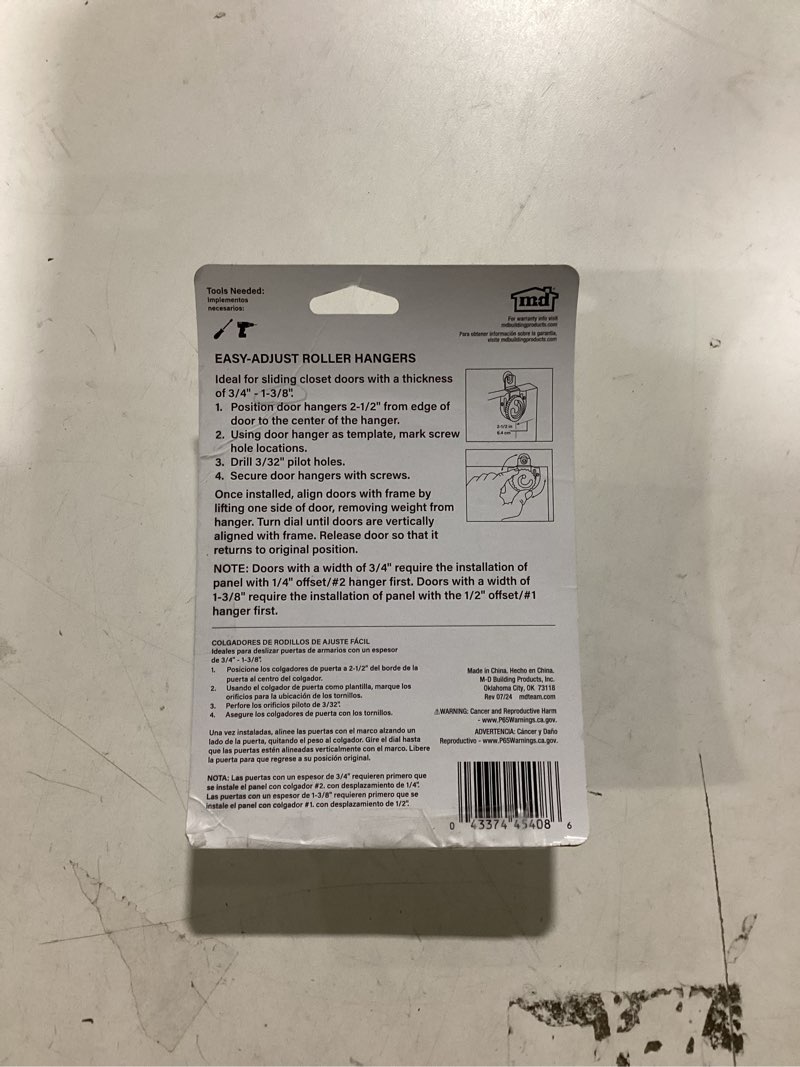 Tools Needed:
Implementos
necesarios:
md
For warranty info visit
mdbuildingproducts.com
Para obtener información sobre la garantía,
visite mdbuildingproducts.com
EASY-ADJUST ROLLER HANGERS
Ideal for sliding closet doors with a thickness
of 3/4" - 1-3/8".
1. Position door hangers 2-1/2" from edge of
door to the center of the hanger.
2. Using door hanger as template, mark screw
hole locations.
3. Drill 3/32" pilot holes.
4. Secure door hangers with screws.
2-1/2 in
6.4 cm
Once installed, align doors with frame by
lifting one side of door, removing weight from
hanger. Turn dial until doors are vertically
aligned with frame. Release door so that it
returns to original position.
NOTE: Doors with a width of 3/4" require the installation of
panel with 1/4" offset/#2 hanger first. Doors with a width of
1-3/8" require the installation of panel with the 1/2" offset/#1
hanger first.
COLGADORES DE RODILLOS DE AJUSTE FÁCIL
Ideales para deslizar puertas de armarios con un espesor
de 3/4" - 1-3/8".
1. Posicione los colgadores de puerta a 2-1/2" del borde de la
puerta al centro del colgador.
2. Usando el colgador de puerta como plantilla, marque los
orificios para la ubicación de los tornillos.
3. Perfore los orificios piloto de 3/32".
4. Asegure los colgadores de puerta con los tornillos.
Una vez instaladas, alinee las puertas con el marco alzando un
lado de la puerta, quitando el peso al colgador. Gire el dial hasta
que las puertas estén alineadas verticalmente con el marco. Libere
la puerta para que regrese a su posición original.
NOTA: Las puertas con un espesor de 3/4" requieren primero que
se instale el panel con colgador #2. con desplazamiento de 1/4".
Las puertas con un espesor de 1-3/8" requieren primero que se
instale el panel con colgador #1. con desplazamiento de 1/2".
Made in China. Hecho en China.
M-D Building Products, Inc.
Oklahoma City, OK 73118
Rev 07/24 mdteam.com
⚠WARNING: Cancer and Reproductive Harm
- www.P65Warnings.ca.gov.
ADVERTENCIA: Cáncer y Daño
Reproductivo - www.P65Warnings.ca.gov.
0 43374 45408 6